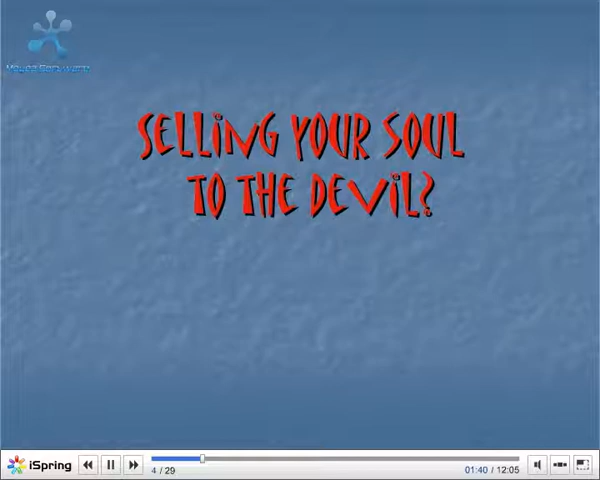 SELLING YOUR SOUL
TO THE DEVIL?
iSpring
4 / 29
01:40 / 12:05